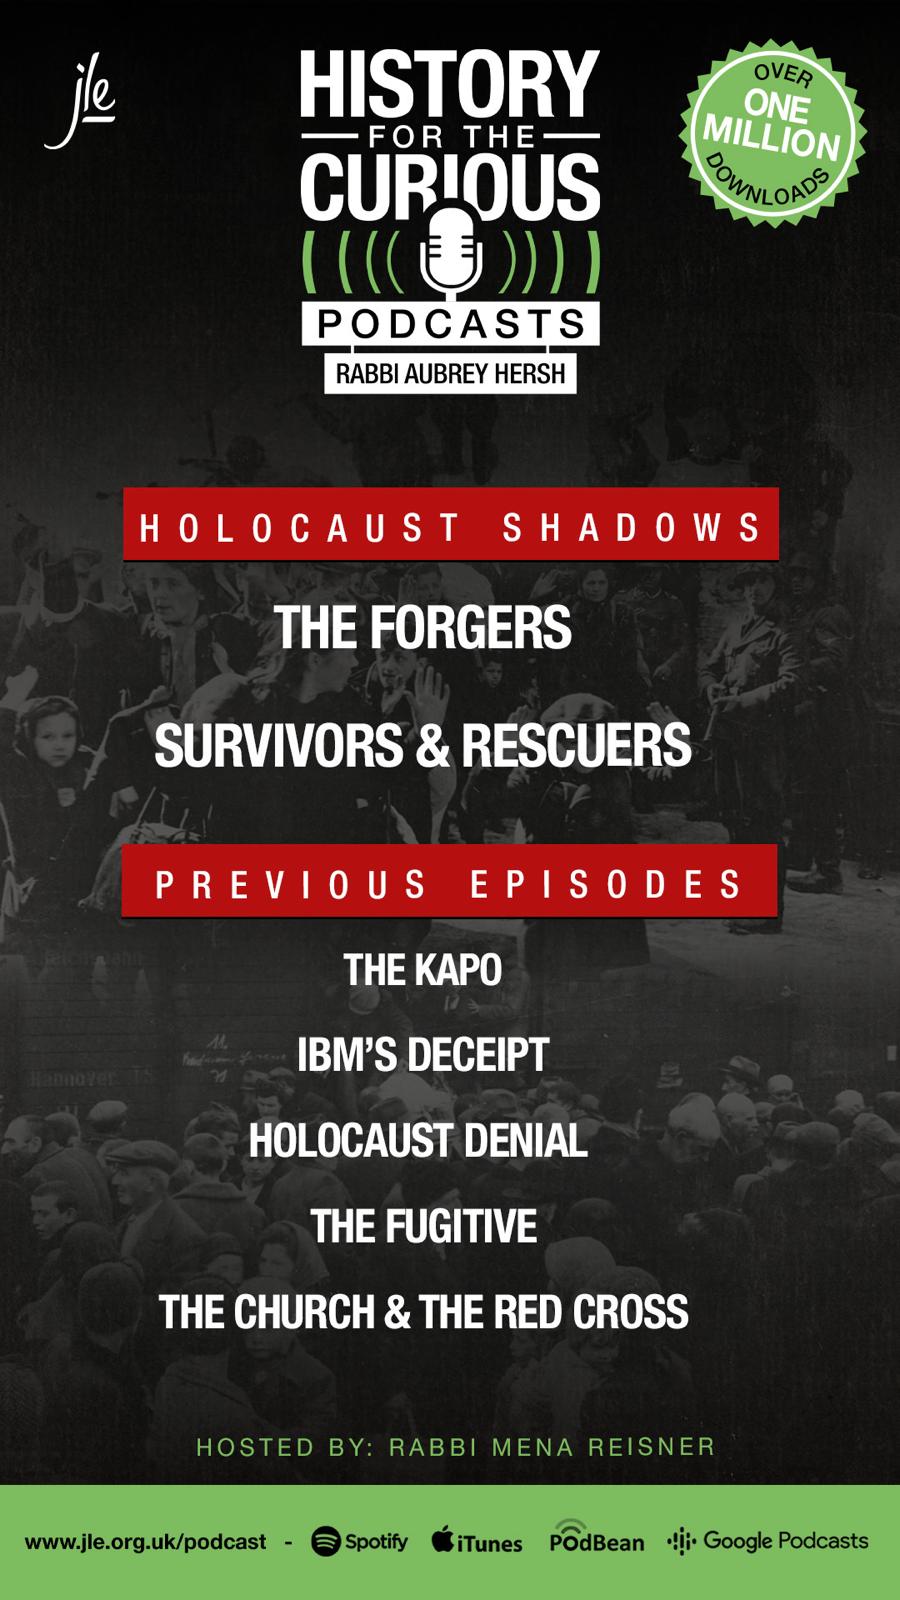 jle
HISTORY
FOR THE
CURIOUS
PODCASTS
RABBI AUBREY HERSH
OVER
ONE
MILLION
DOWNLOADS
HOLOCAUST SHADOWS
THE FORGERS
SURVIVORS & RESCUERS
PREVIOUS EPISODES
THE KAPO
IBM'S DECEIPT
HOLOCAUST DENIAL
THE FUGITIVE
THE CHURCH & THE RED CROSS
HOSTED BY: RABBI MENA REISNER
www.jle.org.uk/podcast - Spotify iTunes PodBean Google Podcasts